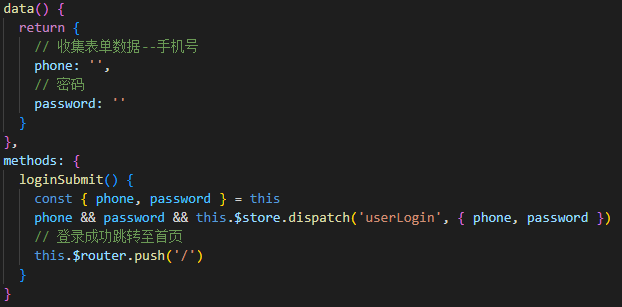 data() {
return {
// 收集表单数据--手机号
phone: '',
// 密码
password: ''
}
},
methods: {
loginSubmit() {
const { phone, password } = this
phone && password && this.$store.dispatch('userLogin', { phone, password })
// 登录成功跳转至首页
this.$router.push('/')
}
}